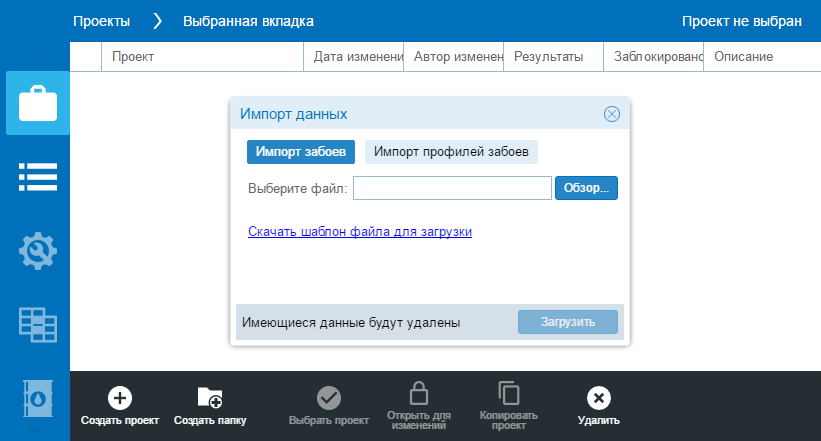 Проекты Выбранная вкладка Проект не выбран
Проект Дата изменени Автор изменен Результаты Заблокировано Описание
Импорт данных
Импорт забоев Импорт профилей забоев
Выберите файл: Обзор...
Скачать шаблон файла для загрузки
Имеющиеся данные будут удалены Загрузить
Создать проект Создать папку Выбрать проект Открыть для изменений Копировать проект Удалить